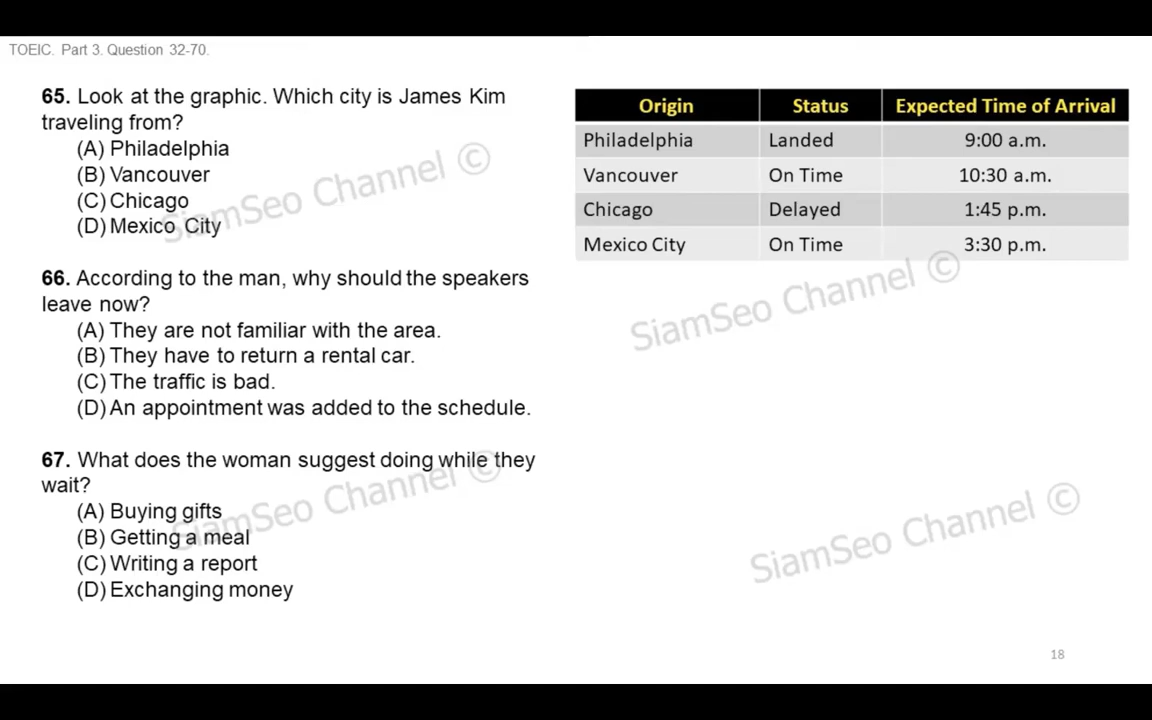 TOEIC. Part 3. Question 32-70.
65. Look at the graphic. Which city is James Kim
traveling from?
(A) Philadelphia
(B) Vancouver
(C) Chicago
(D) Mexico City
66. According to the man, why should the speakers
leave now?
(A) They are not familiar with the area.
(B) They have to return a rental car.
(C) The traffic is bad.
(D) An appointment was added to the schedule.
67. What does the woman suggest doing while they
wait?
(A) Buying gifts
(B) Getting a meal
(C) Writing a report
(D) Exchanging money
Origin Status Expected Time of Arrival
Philadelphia Landed 9:00 a.m.
Vancouver On Time 10:30 a.m.
Chicago Delayed 1:45 p.m.
Mexico City On Time 3:30 p.m.
SiamSeo Channel ©
SiamSeo Channel ©
SiamSeo Channel ©
SiamSeo Channel ©
18